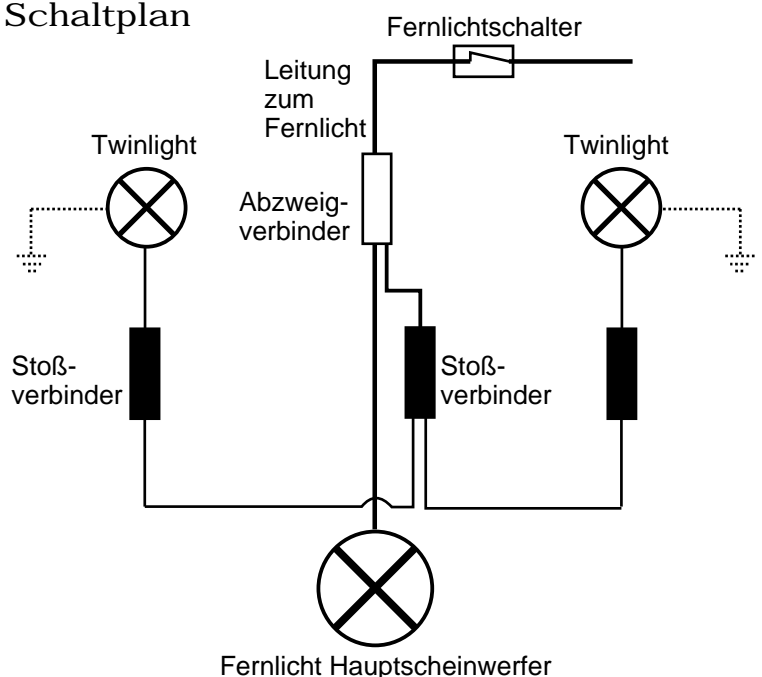 Schaltplan
Fernlichtschalter
Leitung
zum
Fernlicht
Twinlight
Twinlight
Abzweig-
verbinder
Stoß-
verbinder
Stoß-
verbinder
Fernlicht Hauptscheinwerfer